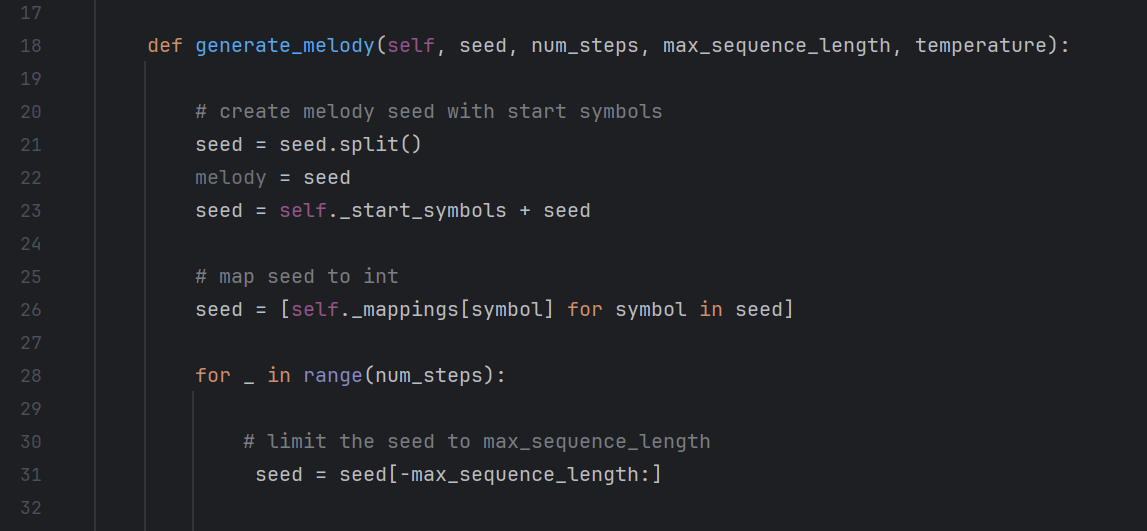 17
18 def generate_melody(self, seed, num_steps, max_sequence_length, temperature):
19
20 # create melody seed with start symbols
21 seed = seed.split()
22 melody = seed
23 seed = self._start_symbols + seed
24
25 # map seed to int
26 seed = [self._mappings[symbol] for symbol in seed]
27
28 for _ in range(num_steps):
29
30 # limit the seed to max_sequence_length
31 seed = seed[-max_sequence_length:]
32